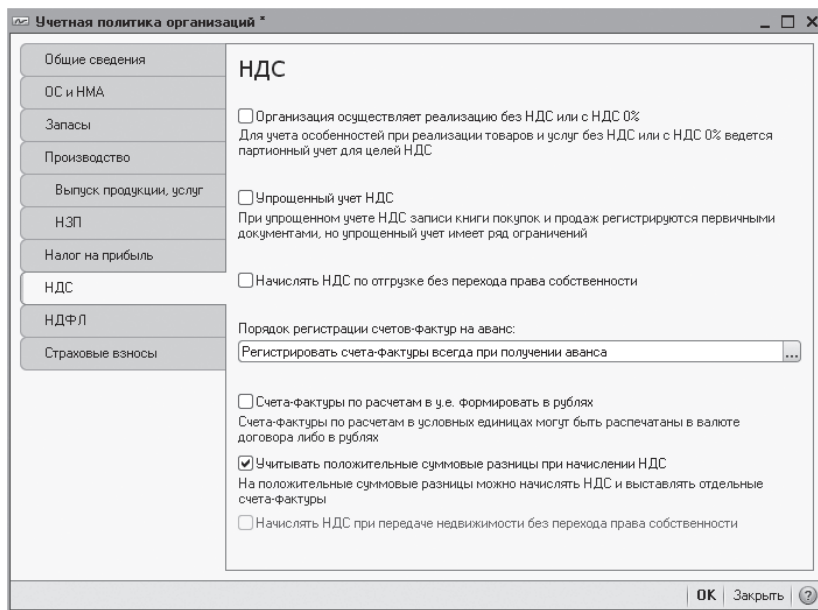 Учетная политика организаций *
Общие сведения
ОС и НМА
Запасы
Производство
Выпуск продукции, услуг
НЗП
Налог на прибыль
НДС
НДФЛ
Страховые взносы
НДС
Организация осуществляет реализацию без НДС или с НДС 0%
Для учета особенностей при реализации товаров и услуг без НДС или с НДС 0% ведется
партионный учет для целей НДС
Упрощенный учет НДС
При упрощенном учете НДС записи книги покупок и продаж регистрируются первичными
документами, но упрощенный учет имеет ряд ограничений
Начислять НДС по отгрузке без перехода права собственности
Порядок регистрации счетов-фактур на аванс:
Регистрировать счета-фактуры всегда при получении аванса
...
Счета-фактуры по расчетам в у.е. формировать в рублях
Счета-фактуры по расчетам в условных единицах могут быть распечатаны в валюте
договора либо в рублях
Учитывать положительные суммовые разницы при начислении НДС
На положительные суммовые разницы можно начислять НДС и выставлять отдельные
счета-фактуры
Начислять НДС при передаче недвижимости без перехода права собственности
ОК Закрыть ?